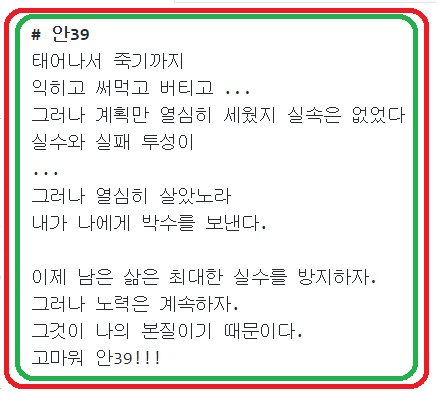 # 안39
태어나서 죽기까지
익히고 써먹고 버티고 ...
그러나 계획만 열심히 세웠지 실속은 없었다
실수와 실패 투성이
...
그러나 열심히 살았노라
내가 나에게 박수를 보낸다.
이제 남은 삶은 최대한 실수를 방지하자.
그러나 노력은 계속하자.
그것이 나의 본질이기 때문이다.
고마워 안39!!!